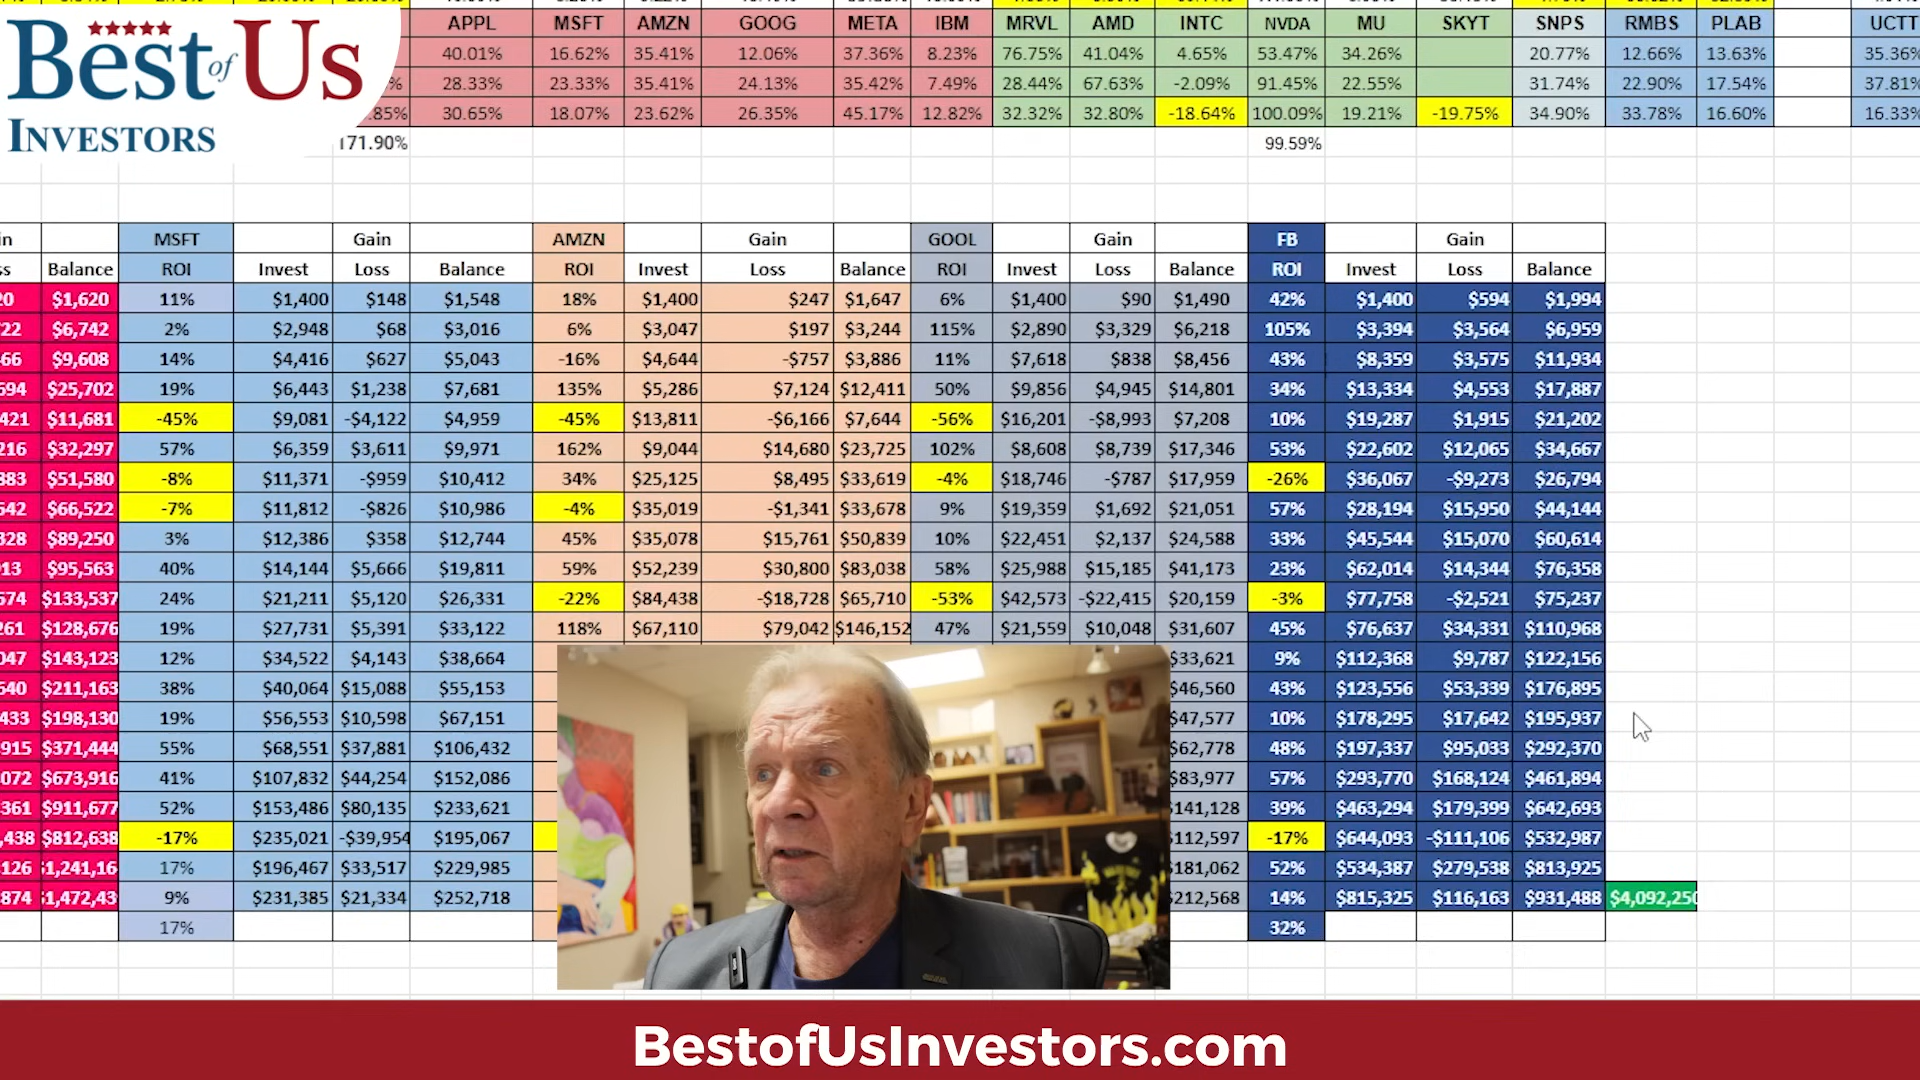 APPL MSFT AMZN GOOG META IBM MRVL AMD INTC NVDA MU SKYT SNPS RMBS PLAB UCTT
40.01% 16.62% 35.41% 12.06% 37.36% 8.23% 76.75% 41.04% 4.65% 53.47% 34.26% 20.77% 12.66% 13.63% 35.36%
28.33% 23.33% 35.41% 24.13% 35.42% 7.49% 28.44% 67.63% -2.09% 91.45% 22.55% 31.74% 22.90% 17.54% 37.81%
.85% 30.65% 18.07% 23.62% 26.35% 45.17% 12.82% 32.32% 32.80% -18.64% 100.09% 19.21% -19.75% 34.90% 33.78% 16.60% 16.33%
171.90% 99.59%
Best of Us
INVESTORS
in MSFT Gain AMZN Gain GOOL Gain FB Gain
ss Balance ROI Invest Loss Balance ROI Invest Loss Balance ROI Invest Loss Balance ROI Invest Loss Balance
20 $1,620 11% $1,400 $148 $1,548 18% $1,400 $247 $1,647 6% $1,400 $90 $1,490 42% $1,400 $594 $1,994
22 $6,742 2% $2,948 $68 $3,016 6% $3,047 $197 $3,244 115% $2,890 $3,329 $6,218 105% $3,394 $3,564 $6,959
66 $9,608 14% $4,416 $627 $5,043 -16% $4,644 -$757 $3,886 11% $7,618 $838 $8,456 43% $8,359 $3,575 $11,934
594 $25,702 19% $6,443 $1,238 $7,681 135% $5,286 $7,124 $12,411 50% $9,856 $4,945 $14,801 34% $13,334 $4,553 $17,887
421 $11,681 -45% $9,081 -$4,122 $4,959 -45% $13,811 -$6,166 $7,644 -56% $16,201 -$8,993 $7,208 10% $19,287 $1,915 $21,202
216 $32,297 57% $6,359 $3,611 $9,971 162% $9,044 $14,680 $23,725 102% $8,608 $8,739 $17,346 53% $22,602 $12,065 $34,667
383 $51,580 -8% $11,371 -$959 $10,412 34% $25,125 $8,495 $33,619 -4% $18,746 -$787 $17,959 -26% $36,067 -$9,273 $26,794
542 $66,522 -7% $11,812 -$826 $10,986 -4% $35,019 -$1,341 $33,678 9% $19,359 $1,692 $21,051 57% $28,194 $15,950 $44,144
328 $89,250 3% $12,386 $358 $12,744 45% $35,078 $15,761 $50,839 10% $22,451 $2,137 $24,588 33% $45,544 $15,070 $60,614
913 $95,563 40% $14,144 $5,666 $19,811 59% $52,239 $30,800 $83,038 58% $25,988 $15,185 $41,173 23% $62,014 $14,344 $76,358
574 $133,537 24% $21,211 $5,120 $26,331 -22% $84,438 -$18,728 $65,710 -53% $42,573 -$22,415 $20,159 -3% $77,758 -$2,521 $75,237
261 $128,676 19% $27,731 $5,391 $33,122 118% $67,110 $79,042 $146,152 47% $21,559 $10,048 $31,607 45% $76,637 $34,331 $110,968
047 $143,123 12% $34,522 $4,143 $38,664 $33,621 9% $112,368 $9,787 $122,156
540 $211,163 38% $40,064 $15,088 $55,153 $46,560 43% $123,556 $53,339 $176,895
433 $198,130 19% $56,553 $10,598 $67,151 $47,577 10% $178,295 $17,642 $195,937
915 $371,444 55% $68,551 $37,881 $106,432 $62,778 48% $197,337 $95,033 $292,370
072 $673,916 41% $107,832 $44,254 $152,086 $83,977 57% $293,770 $168,124 $461,894
361 $911,677 52% $153,486 $80,135 $233,621 $141,128 39% $463,294 $179,399 $642,693
,438 $812,638 -17% $235,021 -$39,954 $195,067 $112,597 -17% $644,093 -$111,106 $532,987
126 $1,241,16 17% $196,467 $33,517 $229,985 $181,062 52% $534,387 $279,538 $813,925
874 $1,472,43 9% $231,385 $21,334 $252,718 $212,568 14% $815,325 $116,163 $931,488 $4,092,250
17% 32%
BestofUsInvestors.com